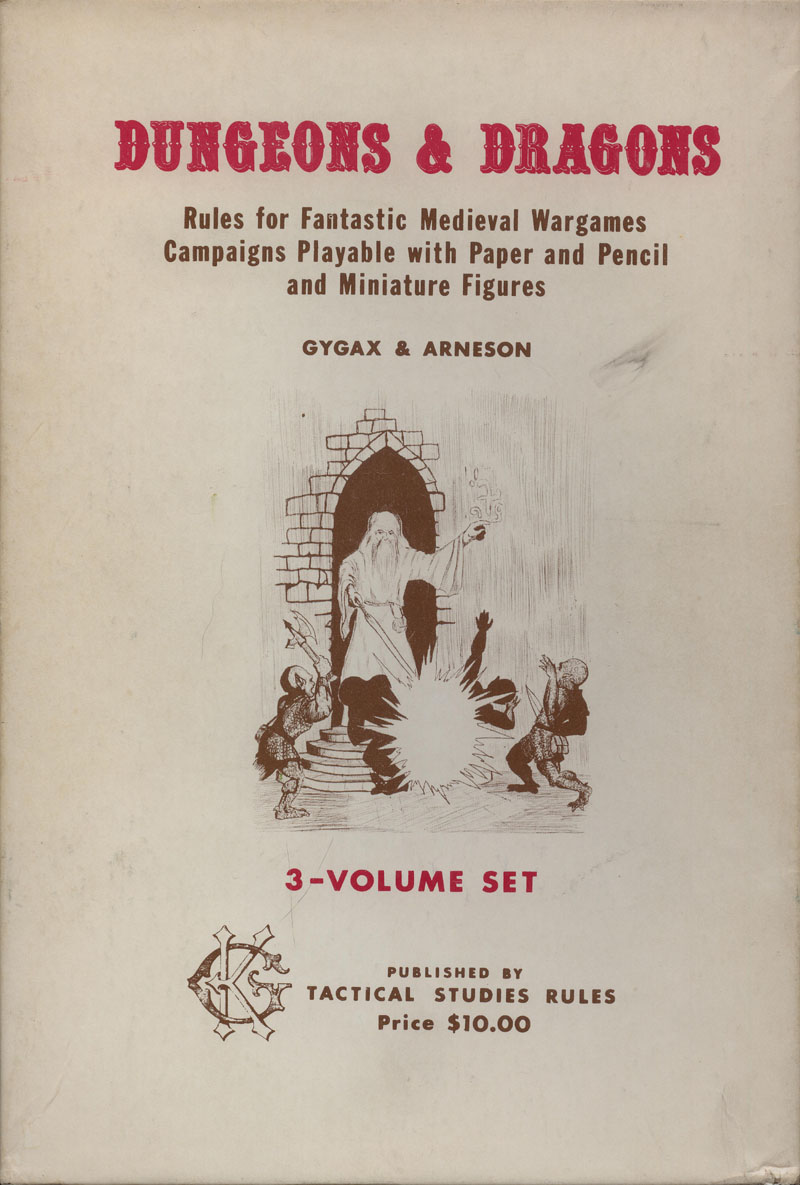 DUNGEONS & DRAGONS
Rules for Fantastic Medieval Wargames
Campaigns Playable with Paper and Pencil
and Miniature Figures
GYGAX & ARNESON
3-VOLUME SET
GK
PUBLISHED BY
TACTICAL STUDIES RULES
Price $10.00